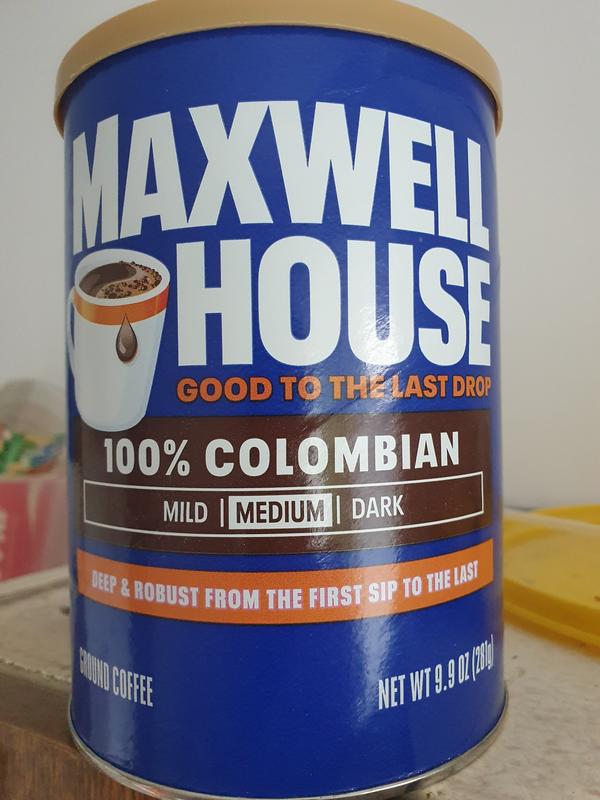 MAXWELL
HOUSE
GOOD TO THE LAST DROP
100% COLOMBIAN
MILD | MEDIUM | DARK
DEEP & ROBUST FROM THE FIRST SIP TO THE LAST
GROUND COFFEE
NET WT 9.9 OZ (281g)